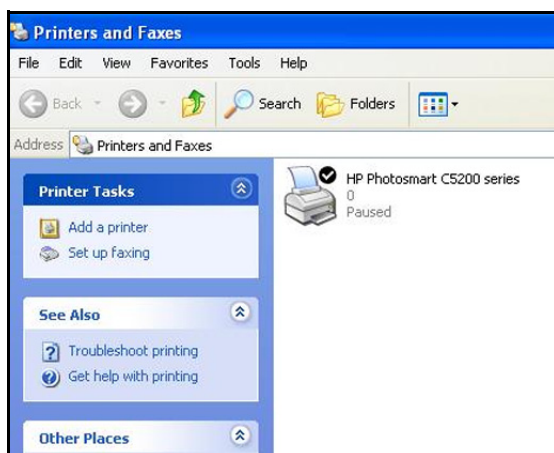 Printers and Faxes
File Edit View Favorites Tools Help
Back Search Folders
Address Printers and Faxes
Printer Tasks
Add a printer
Set up faxing
See Also
Troubleshoot printing
Get help with printing
Other Places
HP Photosmart C5200 series
0
Paused